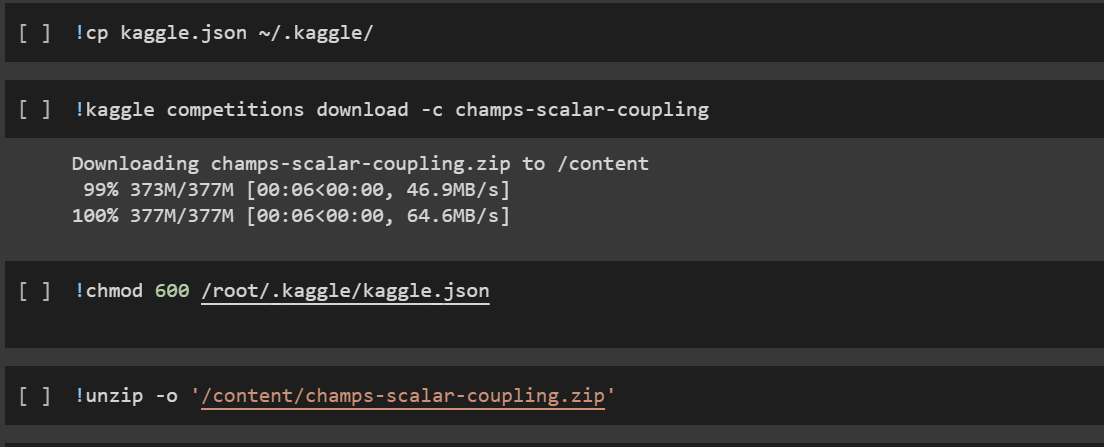 [ ] !cp kaggle.json ~/.kaggle/
[ ] !kaggle competitions download -c champs-scalar-coupling
Downloading champs-scalar-coupling.zip to /content
99% 373M/377M [00:06<00:00, 46.9MB/s]
100% 377M/377M [00:06<00:00, 64.6MB/s]
[ ] !chmod 600 /root/.kaggle/kaggle.json
[ ] !unzip -o '/content/champs-scalar-coupling.zip'